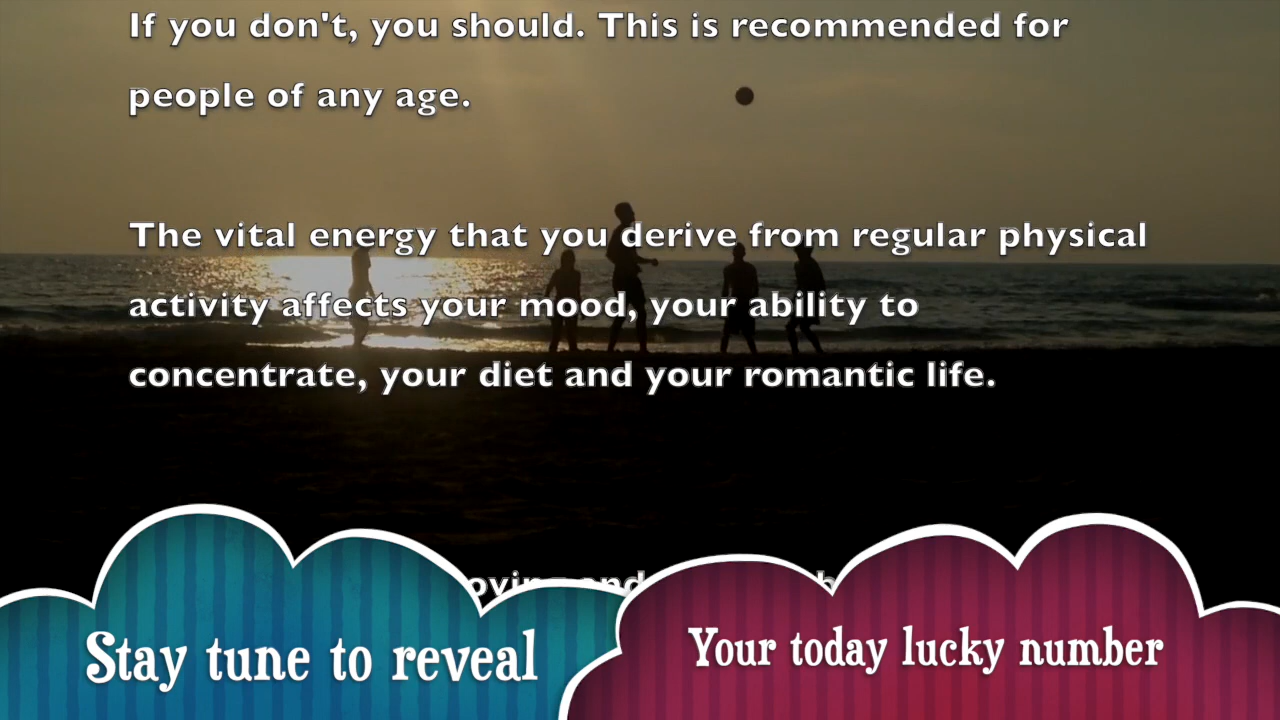 If you don't, you should. This is recommended for
people of any age.
The vital energy that you derive from regular physical
activity affects your mood, your ability to
concentrate, your diet and your romantic life.
Stay tune to reveal
Your today lucky number